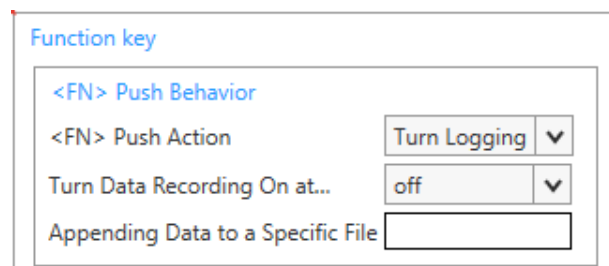 Function key
<FN> Push Behavior
<FN> Push Action Turn Logging
Turn Data Recording On at... off
Appending Data to a Specific File